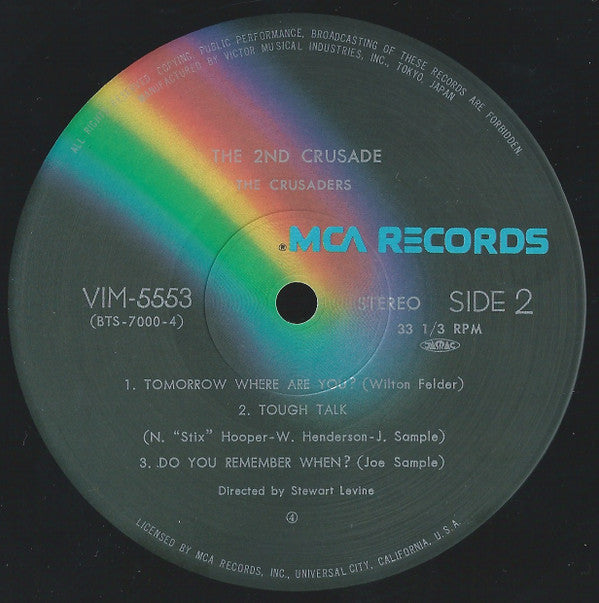 ALL RIGHTS RESERVED. COPYING, PUBLIC PERFORMANCE, BROADCASTING OF THESE RECORDS ARE FORBIDDEN.
MANUFACTURED BY VICTOR MUSICAL INDUSTRIES, INC., TOKYO, JAPAN
THE 2ND CRUSADE
THE CRUSADERS
® MCA RECORDS
VIM-5553
(BTS-7000-4)
STEREO SIDE 2
33 1/3 RPM
JASRAC
1. TOMORROW WHERE ARE YOU? (Wilton Felder)
2. TOUGH TALK
(N. "Stix" Hooper-W. Henderson-J. Sample)
3. DO YOU REMEMBER WHEN? (Joe Sample)
Directed by Stewart Levine
④
LICENSED BY MCA RECORDS, INC., UNIVERSAL CITY, CALIFORNIA, U.S.A.